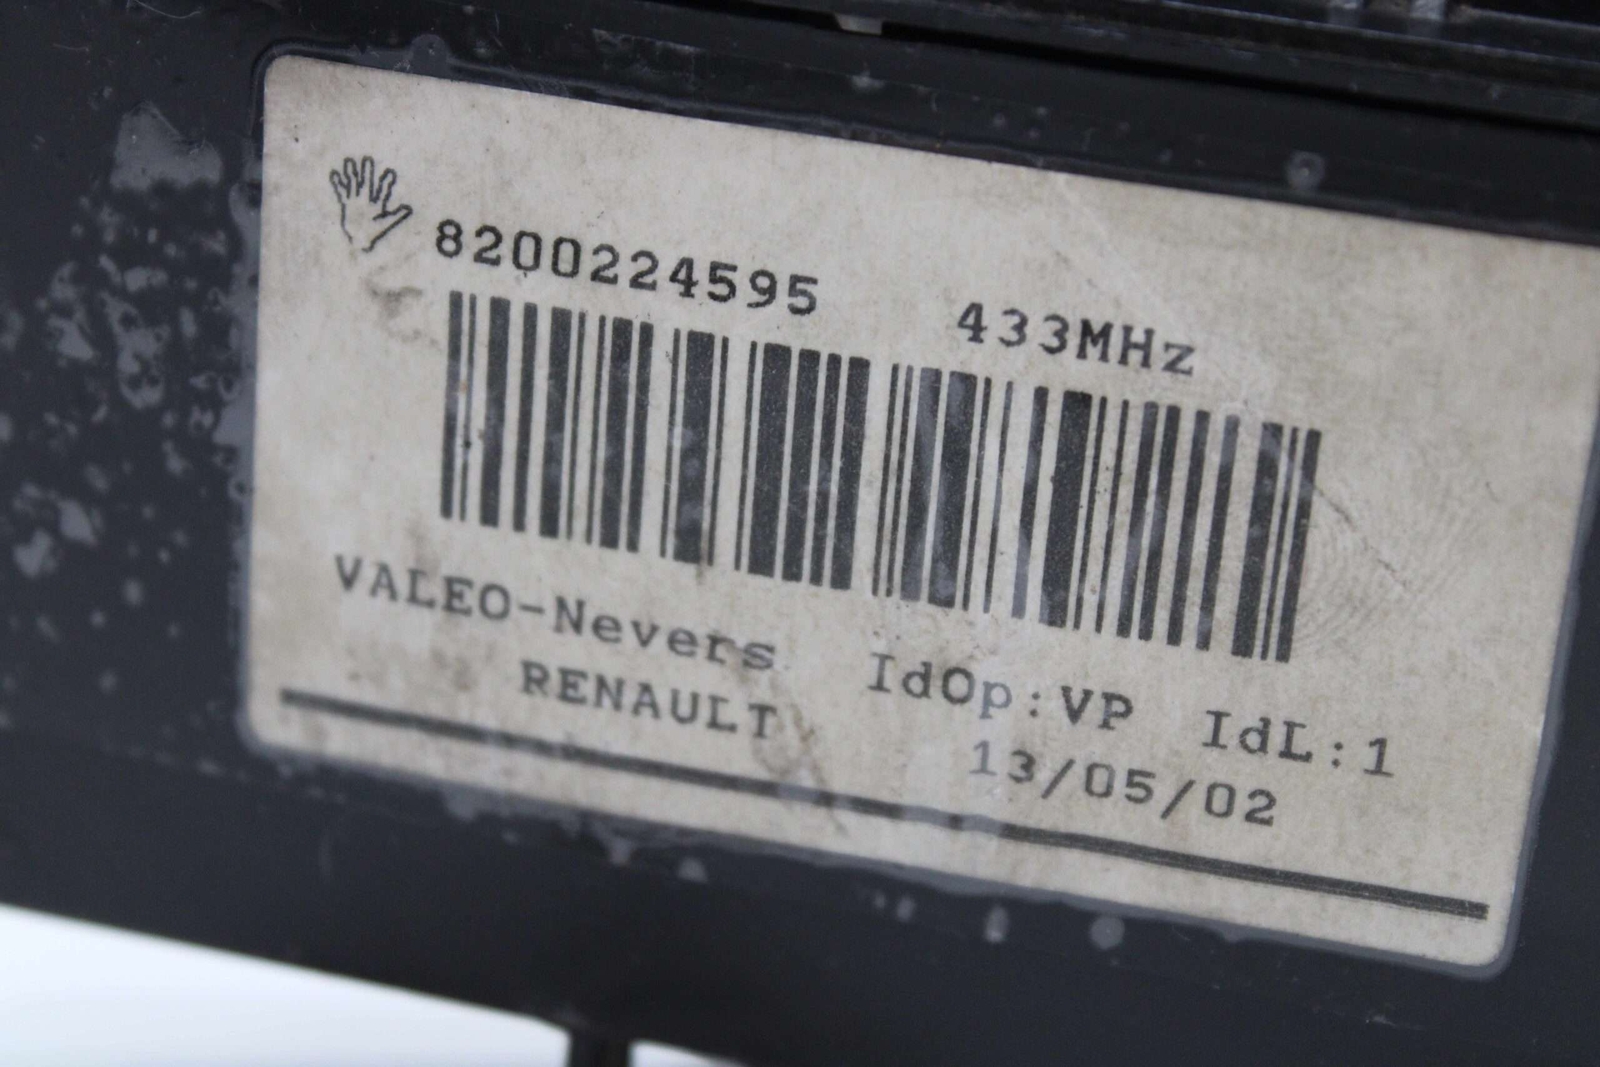 8200224595 433MHz
VALEO-Nevers IdOp:VP IdL:1
RENAULT 13/05/02